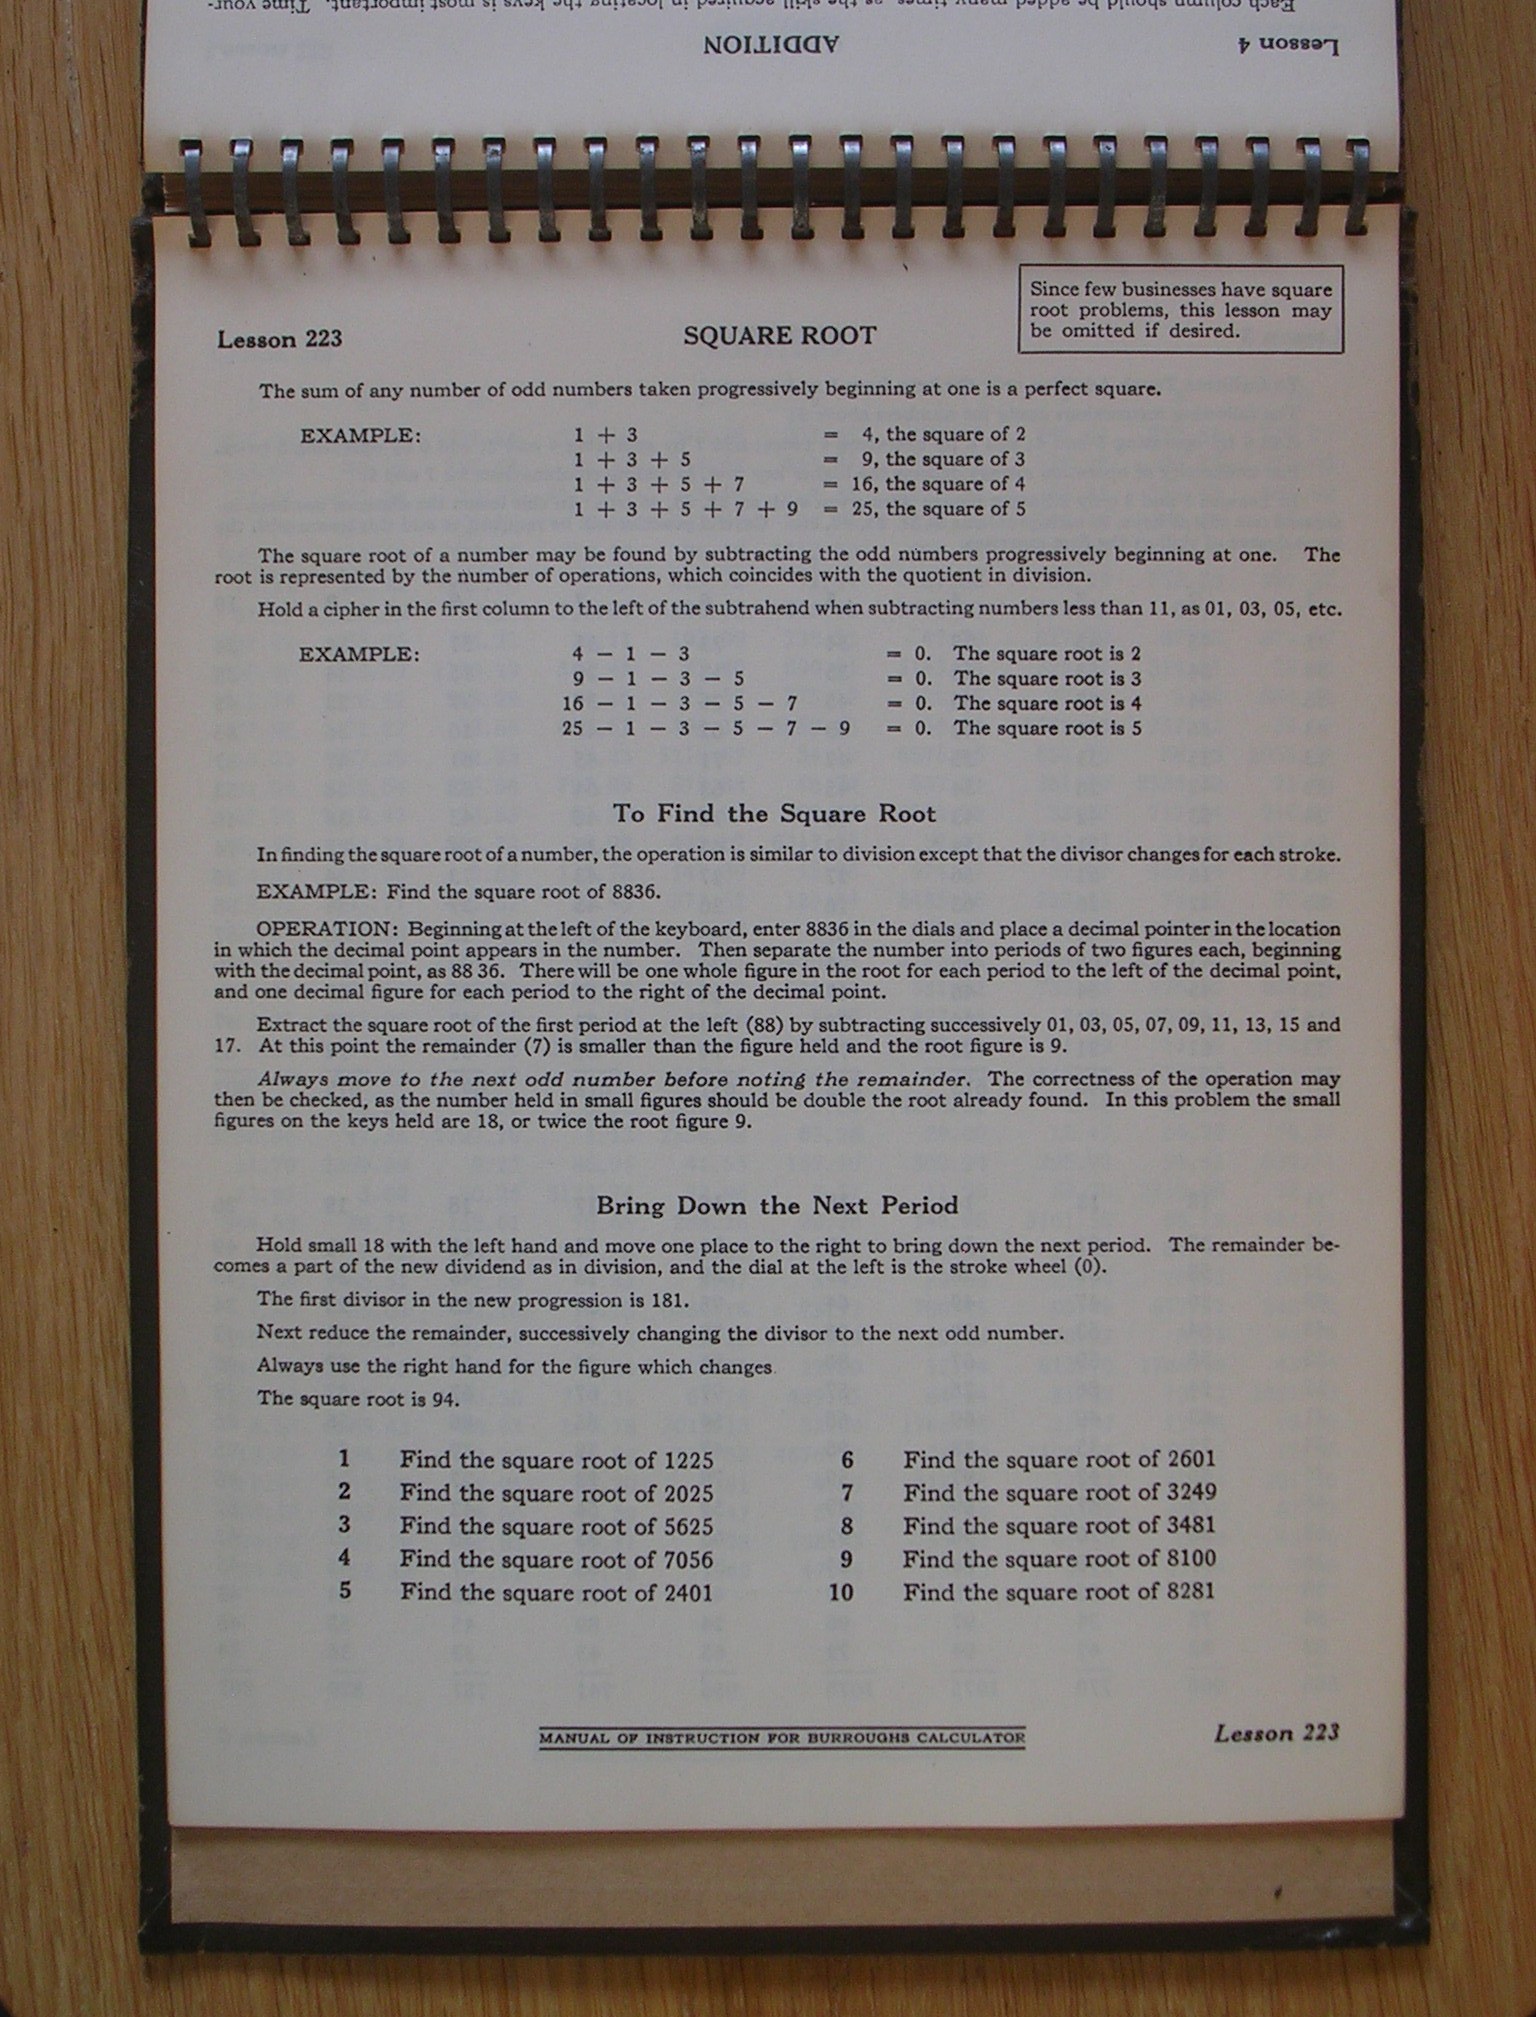 Each column should be added many times as the skill acquired in locating the keys is most important. Time your-
Lesson 4
ADDITION
Since few businesses have square
root problems, this lesson may
be omitted if desired.
Lesson 223
SQUARE ROOT
The sum of any number of odd numbers taken progressively beginning at one is a perfect square.
EXAMPLE: 1 + 3 = 4, the square of 2
1 + 3 + 5 = 9, the square of 3
1 + 3 + 5 + 7 = 16, the square of 4
1 + 3 + 5 + 7 + 9 = 25, the square of 5
The square root of a number may be found by subtracting the odd numbers progressively beginning at one. The
root is represented by the number of operations, which coincides with the quotient in division.
Hold a cipher in the first column to the left of the subtrahend when subtracting numbers less than 11, as 01, 03, 05, etc.
EXAMPLE: 4 — 1 — 3 = 0. The square root is 2
9 — 1 — 3 — 5 = 0. The square root is 3
16 — 1 — 3 — 5 — 7 = 0. The square root is 4
25 — 1 — 3 — 5 — 7 — 9 = 0. The square root is 5
To Find the Square Root
In finding the square root of a number, the operation is similar to division except that the divisor changes for each stroke.
EXAMPLE: Find the square root of 8836.
OPERATION: Beginning at the left of the keyboard, enter 8836 in the dials and place a decimal pointer in the location
in which the decimal point appears in the number. Then separate the number into periods of two figures each, beginning
with the decimal point, as 88 36. There will be one whole figure in the root for each period to the left of the decimal point,
and one decimal figure for each period to the right of the decimal point.
Extract the square root of the first period at the left (88) by subtracting successively 01, 03, 05, 07, 09, 11, 13, 15 and
17. At this point the remainder (7) is smaller than the figure held and the root figure is 9.
Always move to the next odd number before noting the remainder. The correctness of the operation may
then be checked, as the number held in small figures should be double the root already found. In this problem the small
figures on the keys held are 18, or twice the root figure 9.
Bring Down the Next Period
Hold small 18 with the left hand and move one place to the right to bring down the next period. The remainder be-
comes a part of the new dividend as in division, and the dial at the left is the stroke wheel (0).
The first divisor in the new progression is 181.
Next reduce the remainder, successively changing the divisor to the next odd number.
Always use the right hand for the figure which changes.
The square root is 94.
1 Find the square root of 1225
2 Find the square root of 2025
3 Find the square root of 5625
4 Find the square root of 7056
5 Find the square root of 2401
6 Find the square root of 2601
7 Find the square root of 3249
8 Find the square root of 3481
9 Find the square root of 8100
10 Find the square root of 8281
MANUAL OF INSTRUCTION FOR BURROUGHS CALCULATOR
Lesson 223